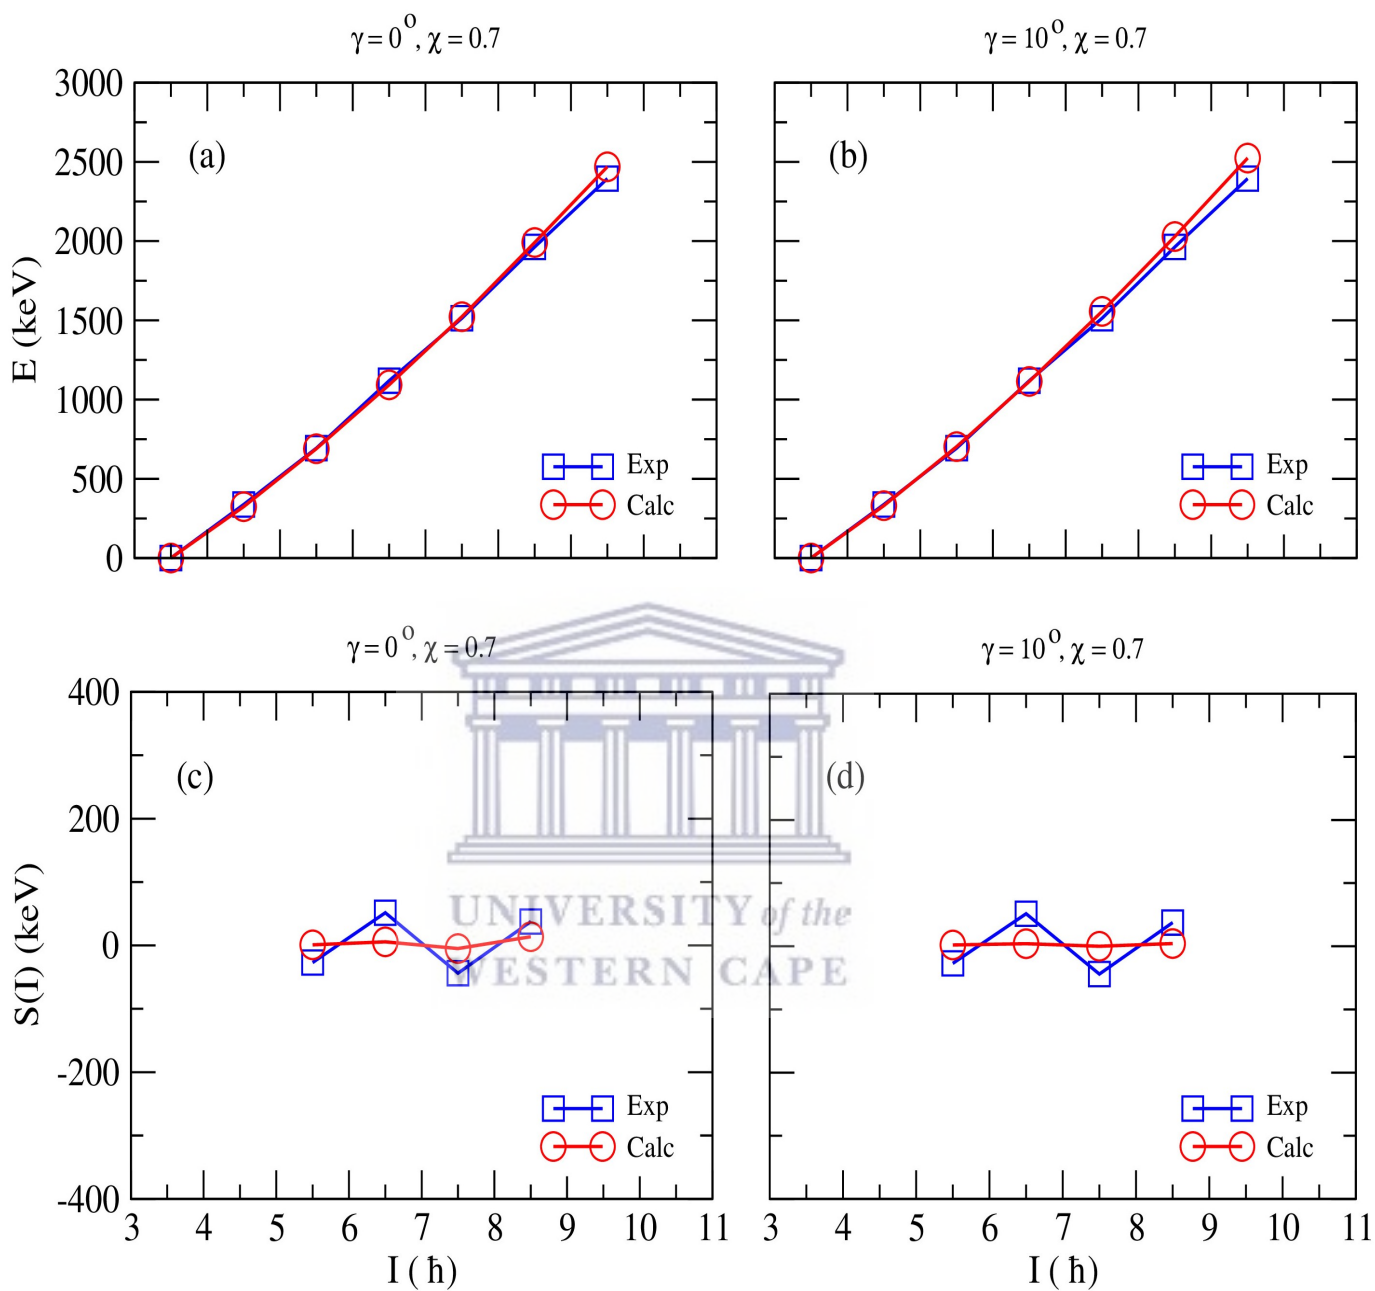 γ = 0°, χ = 0.7
γ = 10°, χ = 0.7
3000
2500
2000
1500
1000
500
0
E (keV)
(a)
(b)
Exp
Calc
Exp
Calc
γ = 0°, χ = 0.7
γ = 10°, χ = 0.7
400
200
0
-200
-400
S(I) (keV)
(c)
(d)
UNIVERSITY of the
WESTERN CAPE
Exp
Calc
Exp
Calc
3 4 5 6 7 8 9 10 11
3 4 5 6 7 8 9 10 11
I (ħ)
I (ħ)